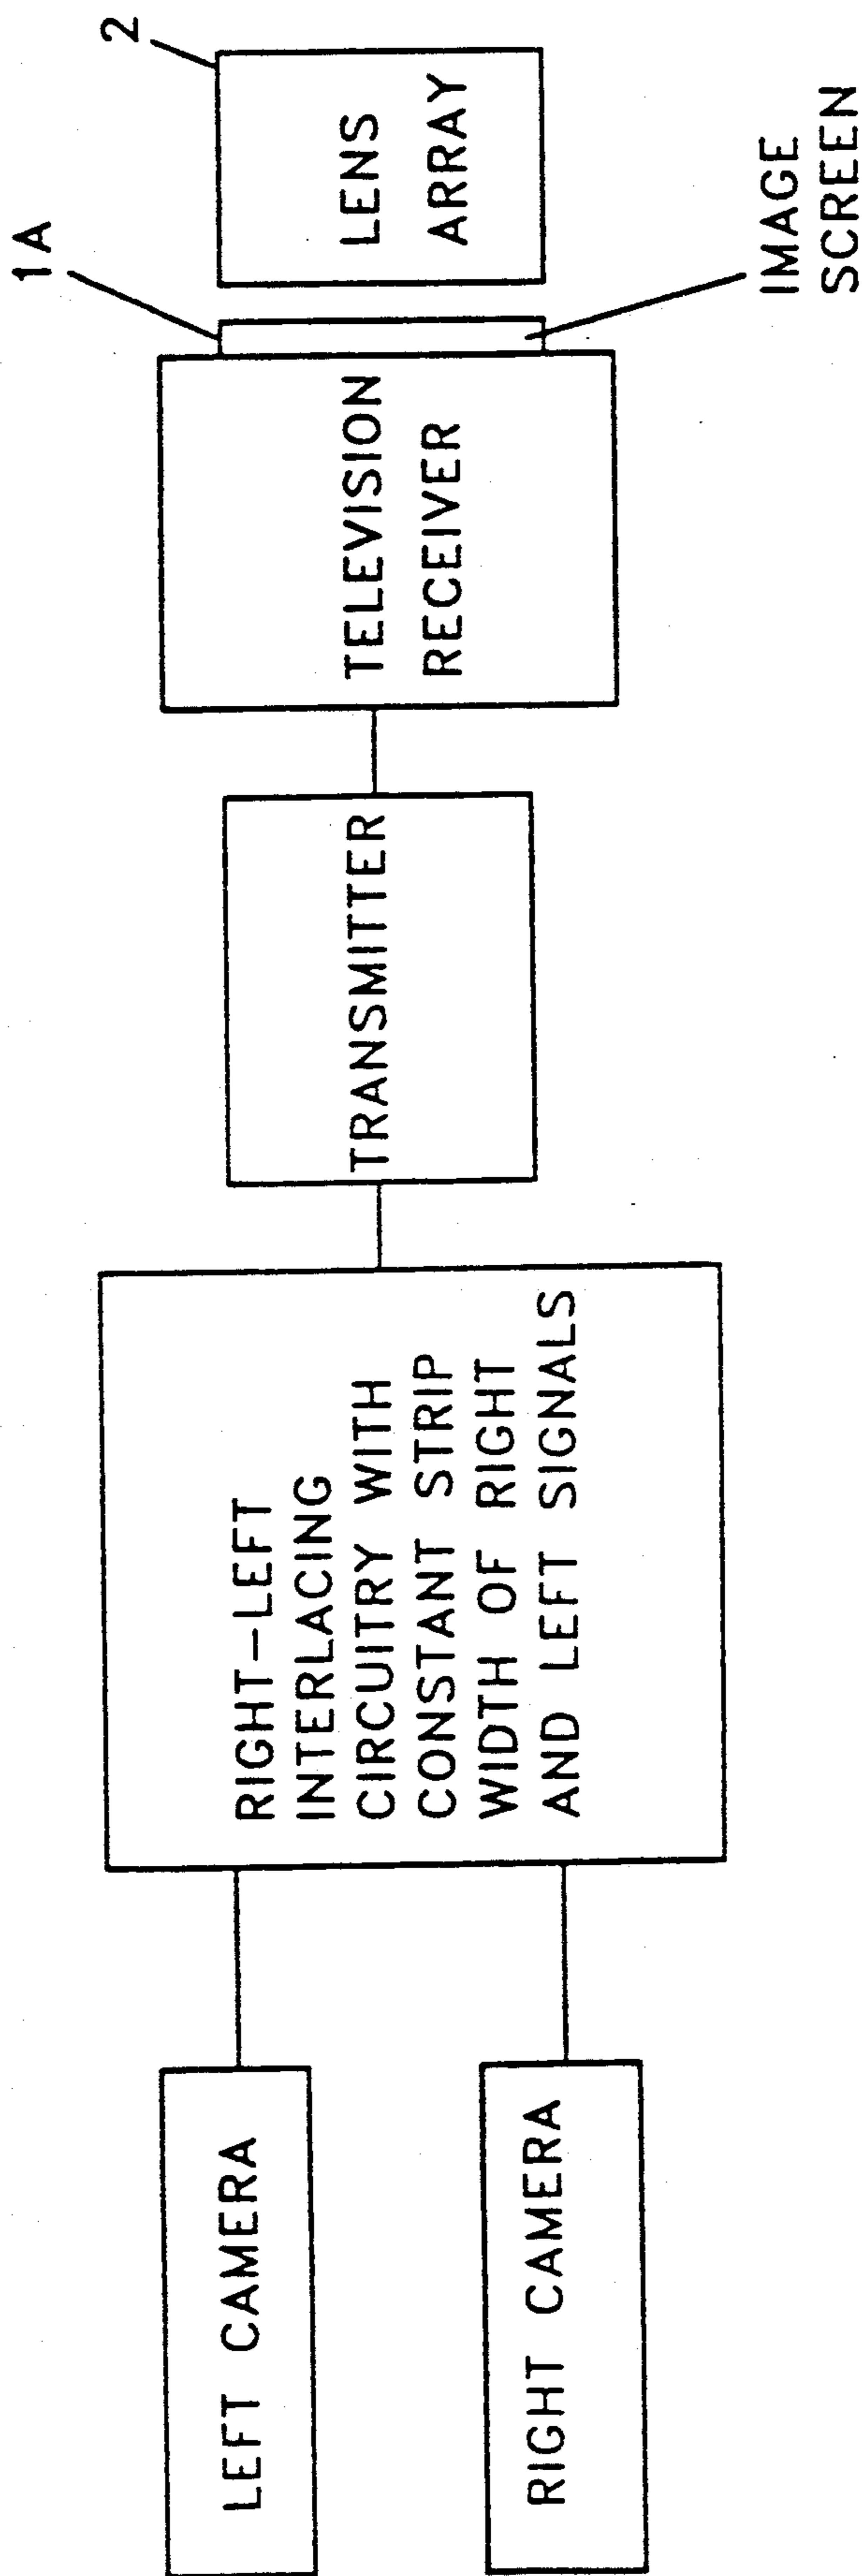 LEFT CAMERA
RIGHT CAMERA
RIGHT-LEFT
INTERLACING
CIRCUITRY WITH
CONSTANT STRIP
WIDTH OF RIGHT
AND LEFT SIGNALS
TRANSMITTER
TELEVISION
RECEIVER
1A
IMAGE
SCREEN
2
LENS
ARRAY